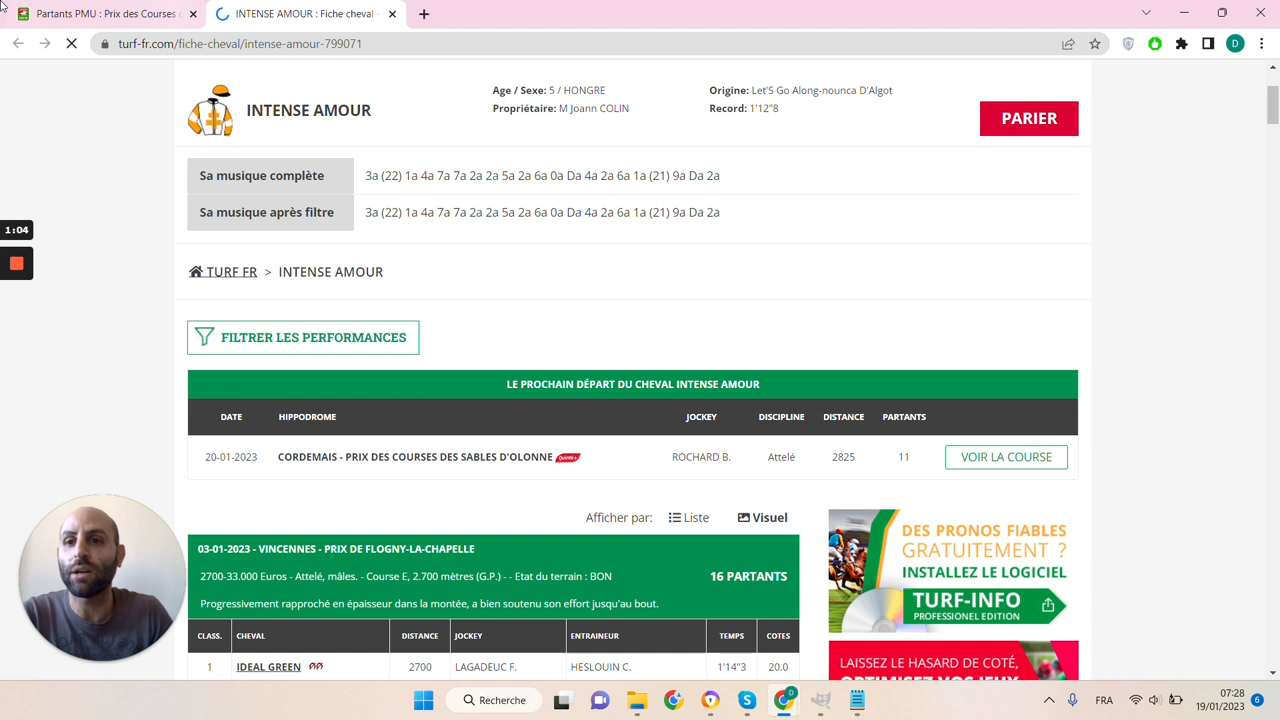 Partants PMU : Prix des Courses
INTENSE AMOUR : Fiche cheval
turf-fr.com/fiche-cheval/intense-amour-799071
D
INTENSE AMOUR
Age / Sexe: 5 / HONGRE
Propriétaire: M Joann COLIN
Origine: Let'S Go Along-nounca D'Algot
Record: 1'12"8
PARIER
Sa musique complète
3a (22) 1a 4a 7a 7a 2a 2a 5a 2a 6a 0a Da 4a 2a 6a 1a (21) 9a Da 2a
Sa musique après filtre
3a (22) 1a 4a 7a 7a 2a 2a 5a 2a 6a 0a Da 4a 2a 6a 1a (21) 9a Da 2a
1:04
TURF FR > INTENSE AMOUR
FILTRER LES PERFORMANCES
LE PROCHAIN DÉPART DU CHEVAL INTENSE AMOUR
DATE HIPPODROME JOCKEY DISCIPLINE DISTANCE PARTANTS
20-01-2023 CORDEMAIS - PRIX DES COURSES DES SABLES D'OLONNE Quinté+ ROCHARD B. Attelé 2825 11 VOIR LA COURSE
Afficher par: Liste Visuel
03-01-2023 - VINCENNES - PRIX DE FLOGNY-LA-CHAPELLE
2700-33.000 Euros - Attelé, mâles. - Course E, 2.700 mètres (G.P.) - - Etat du terrain : BON
16 PARTANTS
Progressivement rapproché en épaisseur dans la montée, a bien soutenu son effort jusqu'au bout.
CLASS. CHEVAL DISTANCE JOCKEY ENTRAINEUR TEMPS COTES
1 IDEAL GREEN 2700 LAGADEUC F. HESLOUIN C. 1'14"3 20.0
DES PRONOS FIABLES
GRATUITEMENT ?
INSTALLEZ LE LOGICIEL
TURF-INFO
PROFESSIONEL EDITION
LAISSEZ LE HASARD DE COTÉ,
Recherche
D
FRA
07:28
19/01/2023
6